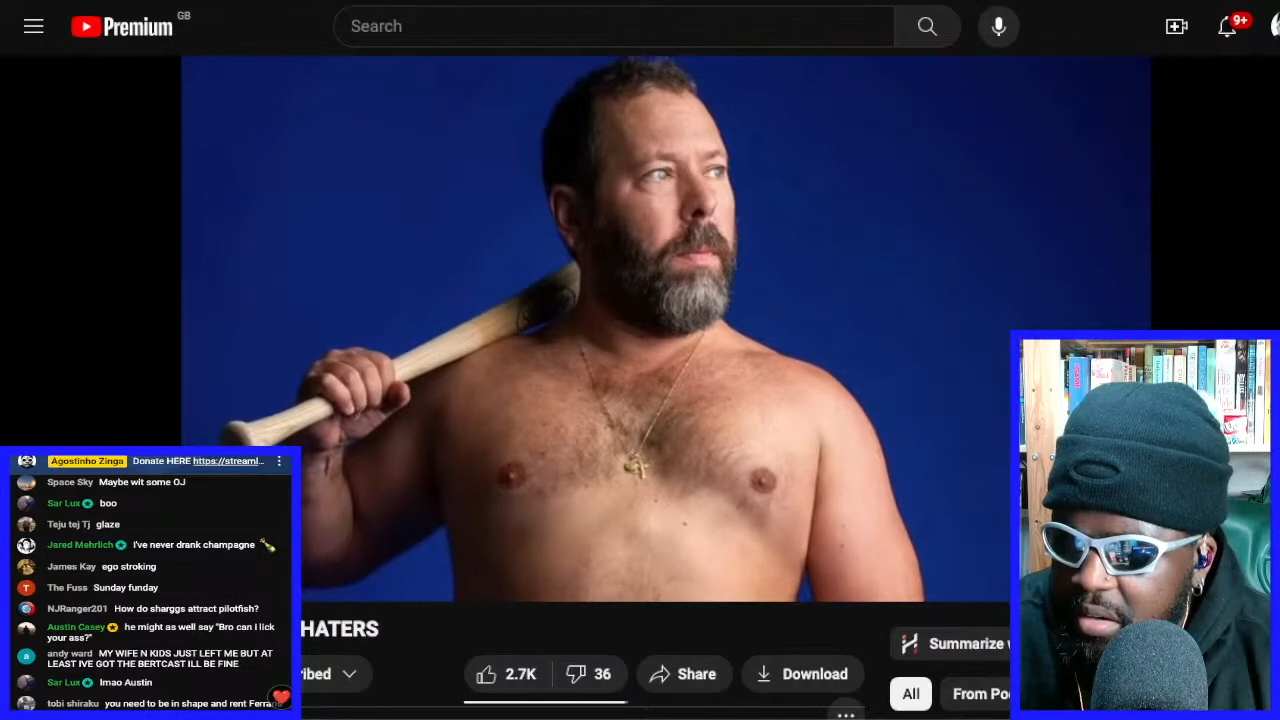 Premium GB
Search
9+
HATERS
ribed
2.7K
36
Share
Download
Summarize
All
From
Agostinho Zinga Donate HERE https://streaml...
Space Sky Maybe wit some OJ
Sar Lux boo
Teju tej Tj glaze
Jared Mehrlich I've never drank champagne
James Kay ego stroking
The Fuss Sunday funday
NJRanger201 How do sharggs attract pilotfish?
Austin Casey he might as well say "Bro can i lick
your ass?"
andy ward MY WIFE N KIDS JUST LEFT ME BUT AT
LEAST IVE GOT THE BERTCAST ILL BE FINE
Sar Lux lmao Austin
tobi shiraku you need to be in shape and rent